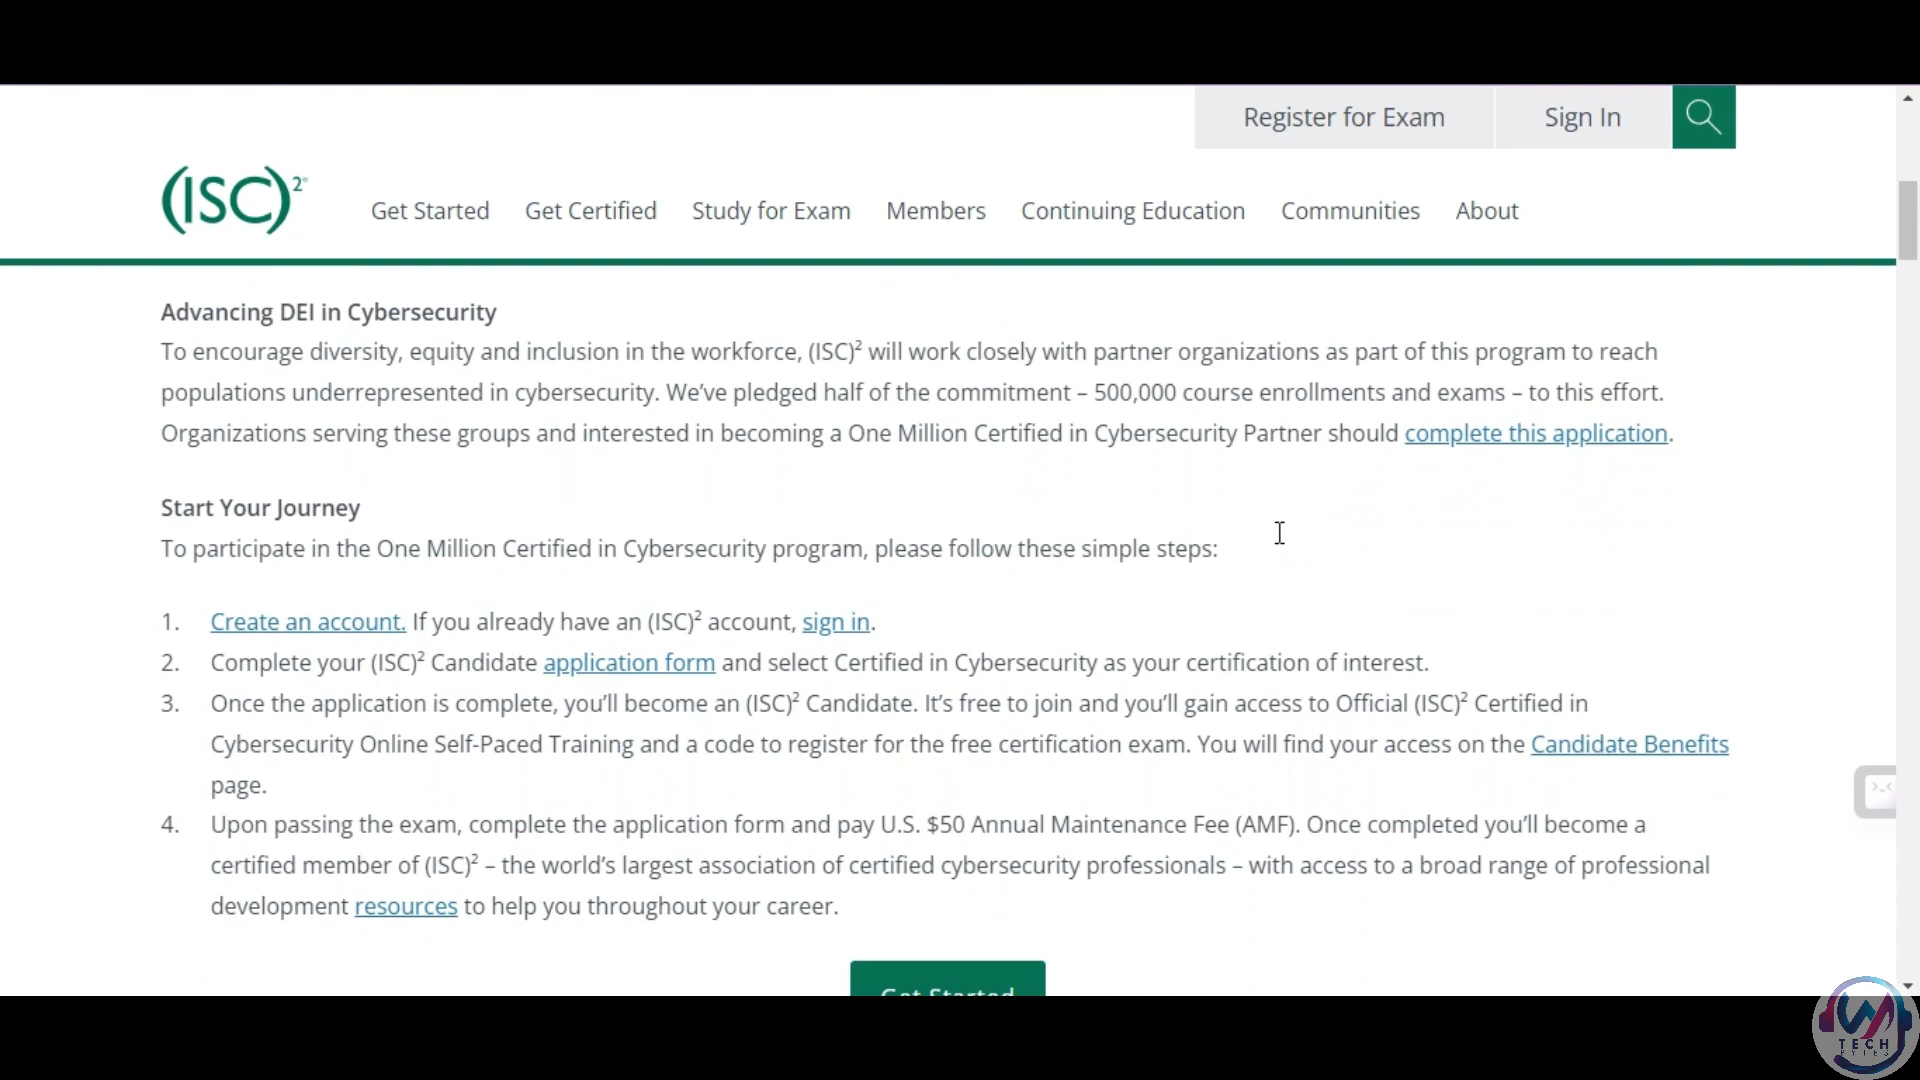 Register for Exam
Sign In
(ISC)²®
Get Started
Get Certified
Study for Exam
Members
Continuing Education
Communities
About
Advancing DEI in Cybersecurity
To encourage diversity, equity and inclusion in the workforce, (ISC)² will work closely with partner organizations as part of this program to reach
populations underrepresented in cybersecurity. We’ve pledged half of the commitment – 500,000 course enrollments and exams – to this effort.
Organizations serving these groups and interested in becoming a One Million Certified in Cybersecurity Partner should complete this application.
Start Your Journey
To participate in the One Million Certified in Cybersecurity program, please follow these simple steps:
1. Create an account. If you already have an (ISC)² account, sign in.
2. Complete your (ISC)² Candidate application form and select Certified in Cybersecurity as your certification of interest.
3. Once the application is complete, you’ll become an (ISC)² Candidate. It’s free to join and you’ll gain access to Official (ISC)² Certified in
Cybersecurity Online Self-Paced Training and a code to register for the free certification exam. You will find your access on the Candidate Benefits
page.
4. Upon passing the exam, complete the application form and pay U.S. $50 Annual Maintenance Fee (AMF). Once completed you’ll become a
certified member of (ISC)² – the world’s largest association of certified cybersecurity professionals – with access to a broad range of professional
development resources to help you throughout your career.
Get Started
TECH
BYTES